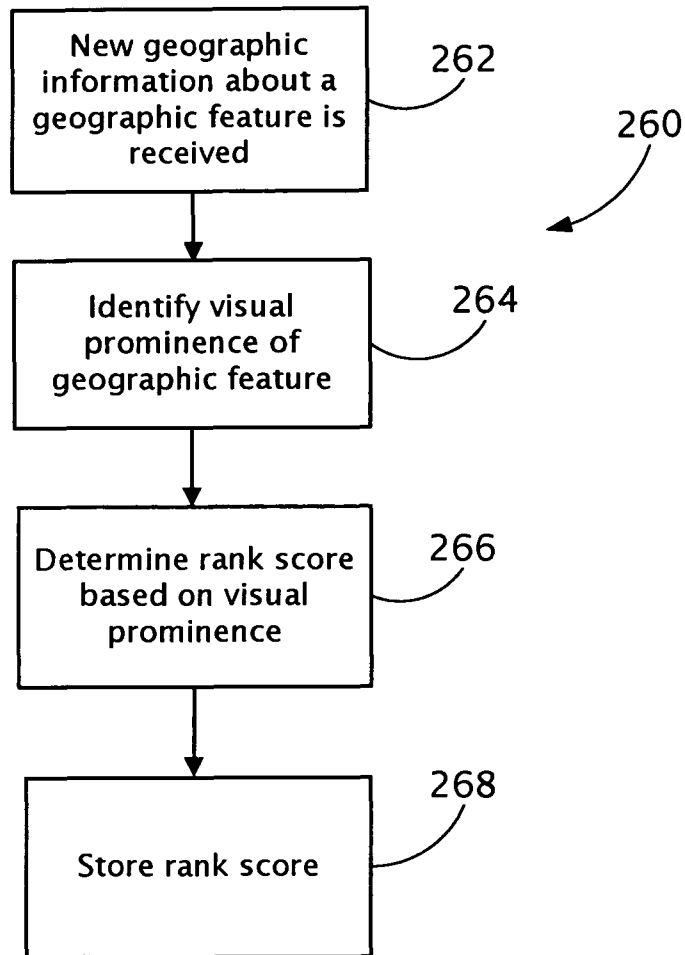 New geographic
information about a
geographic feature is
received
262
260
Identify visual
prominence of
geographic feature
264
Determine rank score
based on visual
prominence
266
Store rank score
268